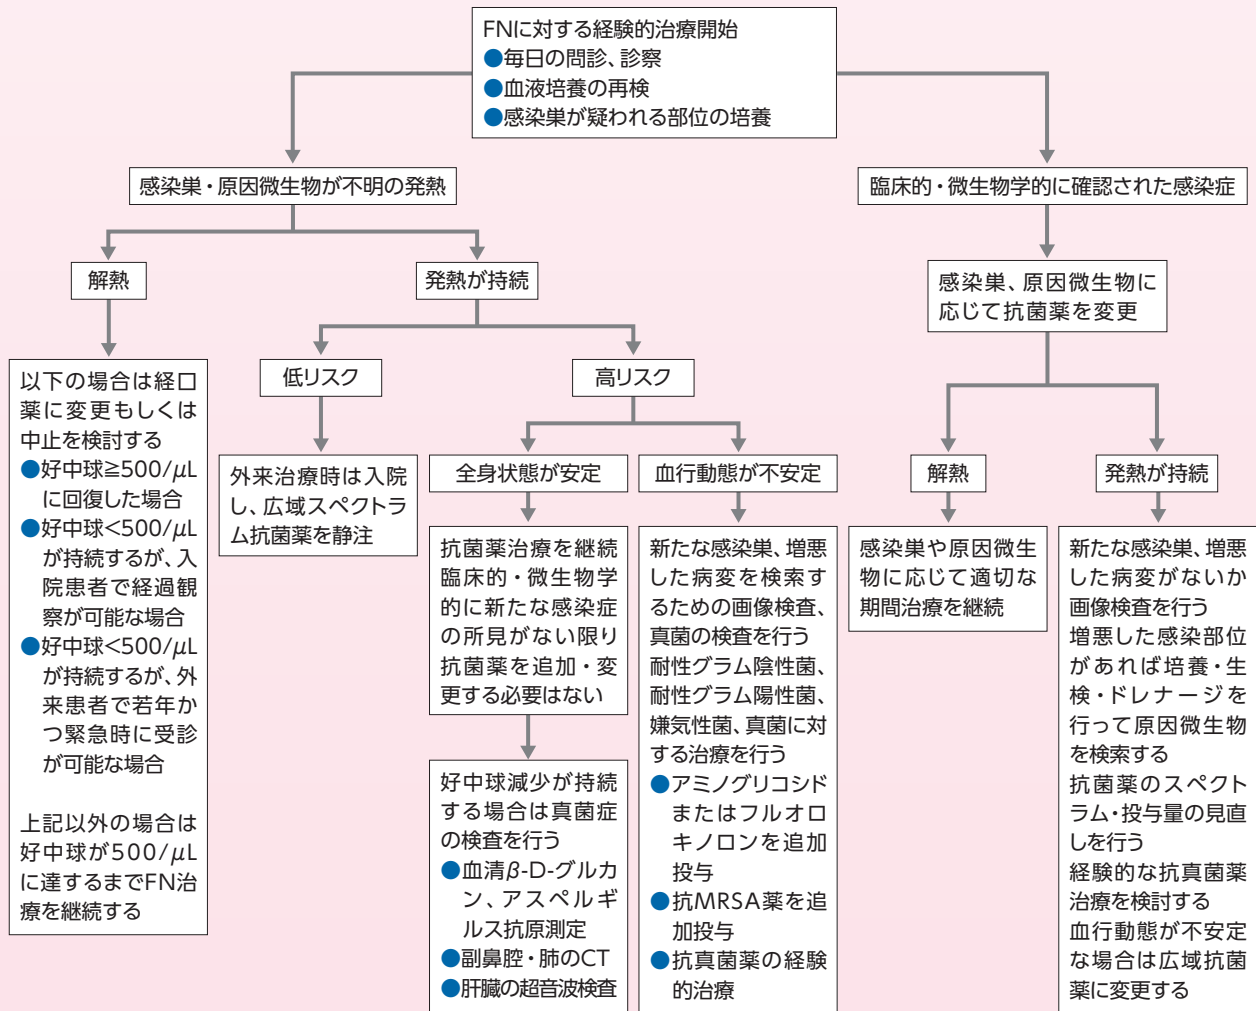 FNに対する経験的治療開始
●毎日の問診、診察
●血液培養の再検
●感染巣が疑われる部位の培養
感染巣・原因微生物が不明の発熱
臨床的・微生物学的に確認された感染症
解熱
発熱が持続
感染巣、原因微生物に
応じて抗菌薬を変更
以下の場合は経口
薬に変更もしくは
中止を検討する
●好中球≧500/μL
に回復した場合
●好中球<500/μL
が持続するが、入
院患者で経過観
察が可能な場合
●好中球<500/μL
が持続するが、外
来患者で若年か
つ緊急時に受診
が可能な場合
上記以外の場合は
好中球が500/μL
に達するまでFN治
療を継続する
低リスク
高リスク
外来治療時は入院
し、広域スペクトラ
ム抗菌薬を静注
全身状態が安定
血行動態が不安定
抗菌薬治療を継続
臨床的・微生物学
的に新たな感染症
の所見がない限り
抗菌薬を追加・変
更する必要はない
好中球減少が持続
する場合は真菌症
の検査を行う
●血清β-D-グルカ
ン、アスペルギ
ルス抗原測定
●副鼻腔・肺のCT
●肝臓の超音波検査
新たな感染巣、増悪
した病変を検索す
るための画像検査、
真菌の検査を行う
耐性グラム陰性菌、
耐性グラム陽性菌、
嫌気性菌、真菌に対
する治療を行う
●アミノグリコシド
またはフルオロ
キノロンを追加
投与
●抗MRSA薬を追
加投与
●抗真菌薬の経験
的治療
解熱
発熱が持続
感染巣や原因微生
物に応じて適切な
期間治療を継続
新たな感染巣、増悪
した病変がないか
画像検査を行う
増悪した感染部位
があれば培養・生
検・ドレナージを
行って原因微生物
を検索する
抗菌薬のスペクト
ラム・投与量の見直
しを行う
経験的な抗真菌薬
治療を検討する
血行動態が不安定
な場合は広域抗菌
薬に変更する